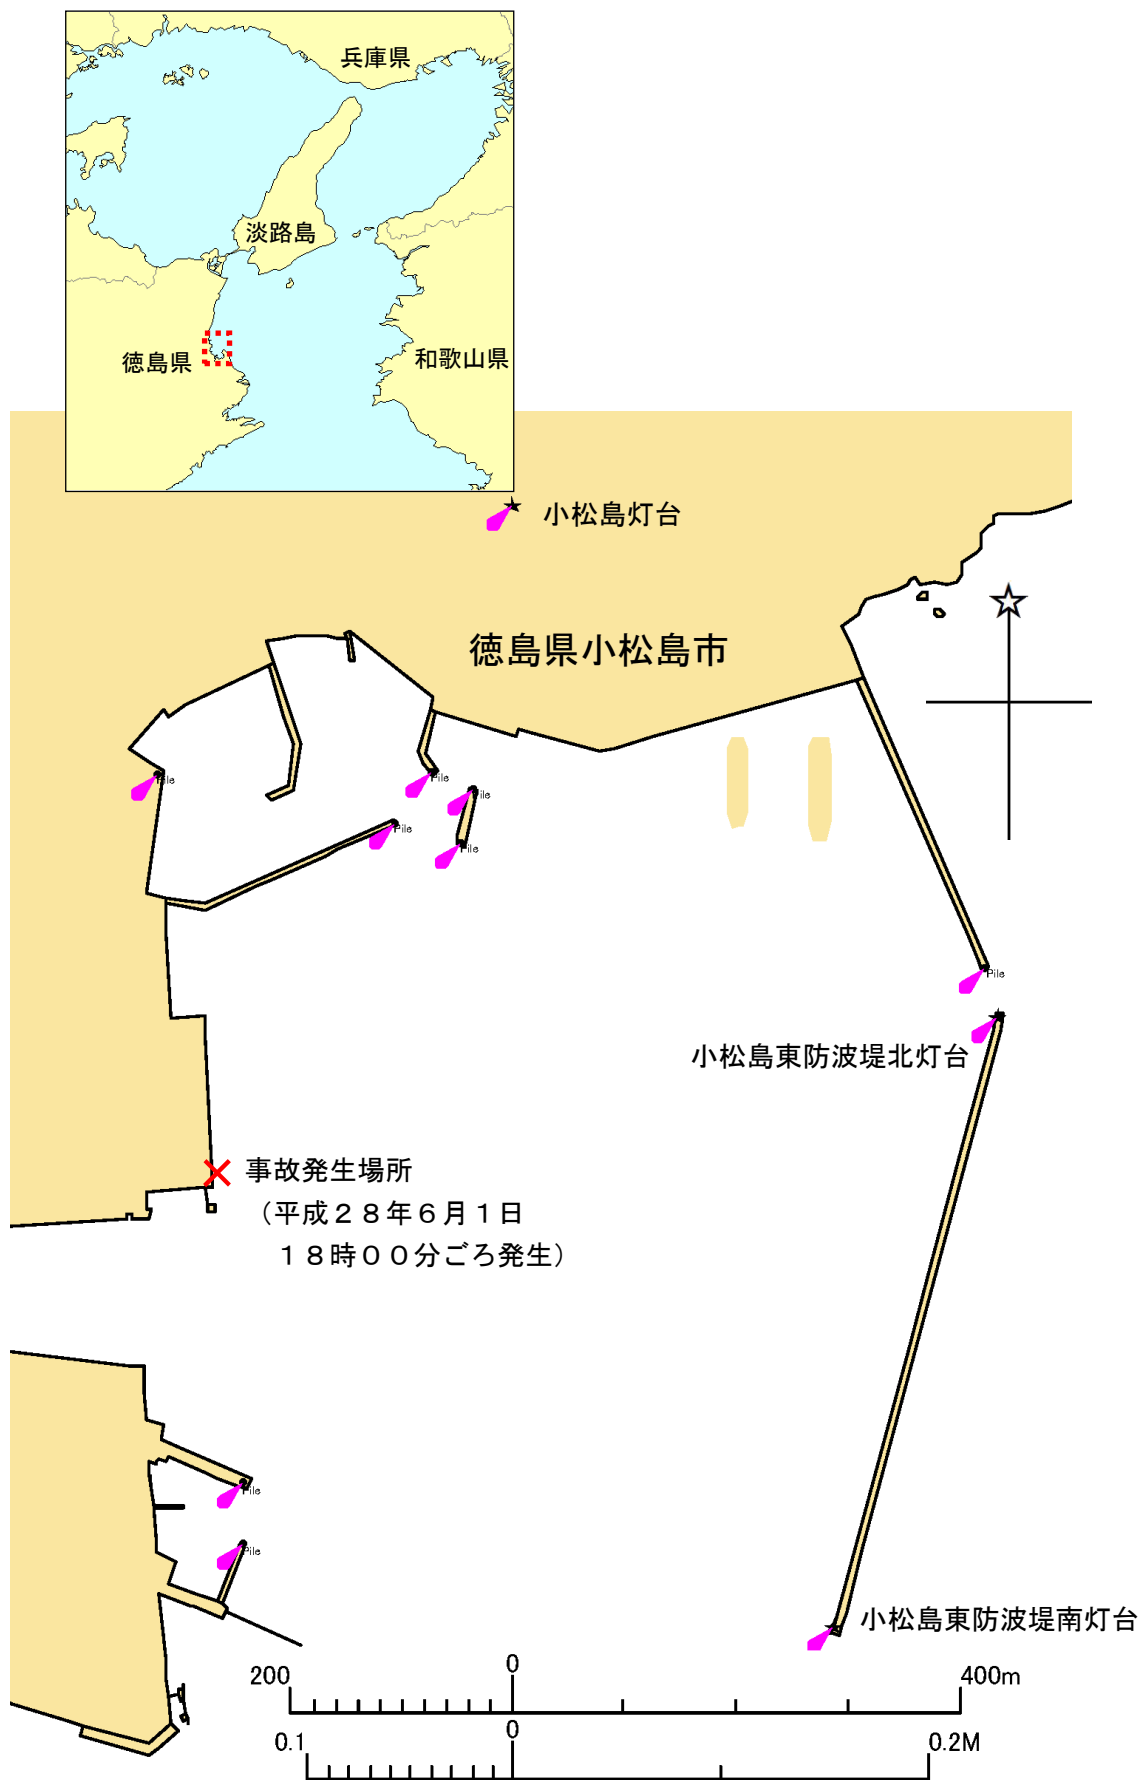 兵庫県
淡路島
徳島県
和歌山県
小松島灯台
徳島県小松島市
Pile
Pile
Pile
Pile
Pile
Pile
小松島東防波堤北灯台
事故発生場所
（平成２８年６月１日
１８時００分ごろ発生）
Pile
Pile
小松島東防波堤南灯台
200
0
400m
0.1
0
0.2M